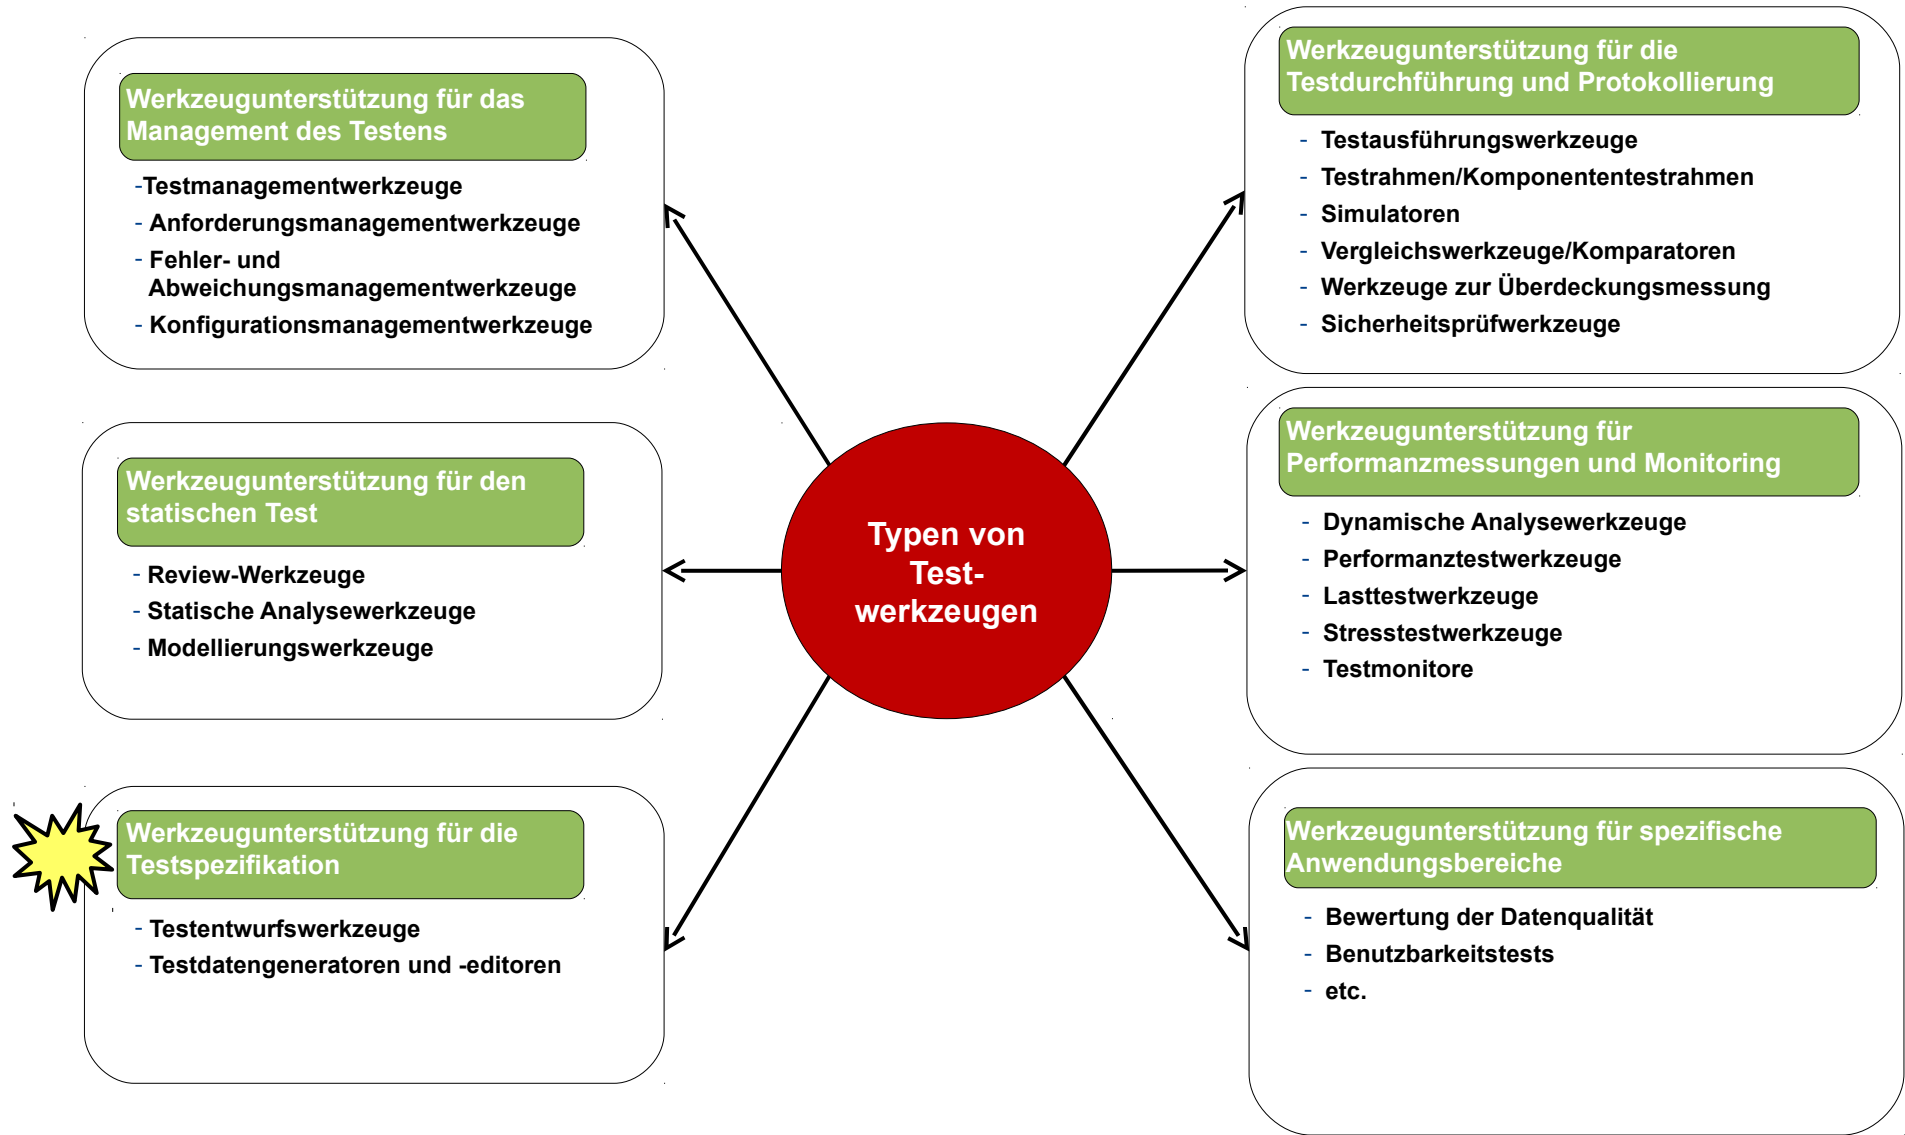 Werkzeugunterstützung für das
Management des Testens
-Testmanagementwerkzeuge
- Anforderungsmanagementwerkzeuge
- Fehler- und
Abweichungsmanagementwerkzeuge
- Konfigurationsmanagementwerkzeuge
Werkzeugunterstützung für den
statischen Test
- Review-Werkzeuge
- Statische Analysewerkzeuge
- Modellierungswerkzeuge
Werkzeugunterstützung für die
Testspezifikation
- Testentwurfswerkzeuge
- Testdatengeneratoren und -editoren
Typen von
Test-
werkzeugen
Werkzeugunterstützung für die
Testdurchführung und Protokollierung
- Testausführungswerkzeuge
- Testrahmen/Komponententestrahmen
- Simulatoren
- Vergleichswerkzeuge/Komparatoren
- Werkzeuge zur Überdeckungsmessung
- Sicherheitsprüfwerkzeuge
Werkzeugunterstützung für
Performanzmessungen und Monitoring
- Dynamische Analysewerkzeuge
- Performanztestwerkzeuge
- Lasttestwerkzeuge
- Stresstestwerkzeuge
- Testmonitore
Werkzeugunterstützung für spezifische
Anwendungsbereiche
- Bewertung der Datenqualität
- Benutzbarkeitstests
- etc.